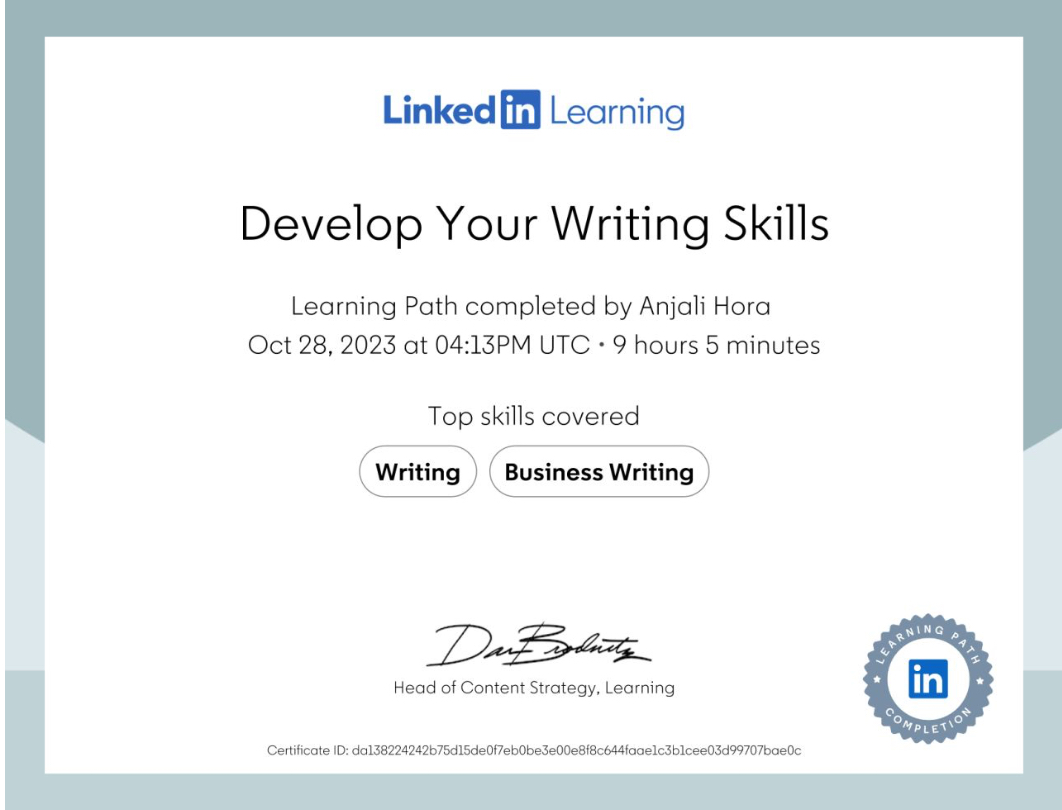 Linked in Learning
Develop Your Writing Skills
Learning Path completed by Anjali Hora
Oct 28, 2023 at 04:13PM UTC • 9 hours 5 minutes
Top skills covered
Writing Business Writing
Dan Brodnitz
Head of Content Strategy, Learning
LEARNING PATH
in
COMPLETION
Certificate ID: da138224242b75d15de0f7eb0be3e00e8f8c644faae1c3b1cee03d99707bae0c